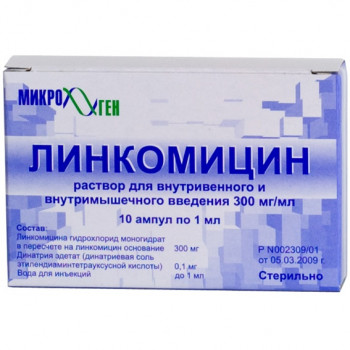 МИКРОГЕН
ЛИНКОМИЦИН
раствор для внутривенного и
внутримышечного введения 300 мг/мл
10 ампул по 1 мл
Состав:
Линкомицина гидрохлорид моногидрат
в пересчете на линкомицин основание 300 мг
Динатрия эдетат (динатриевая соль
этилендиаминтетрауксусной кислоты) 0,1 мг
Вода для инъекций до 1 мл
Р N002309/01
от 05.03.2009 г.
Стерильно